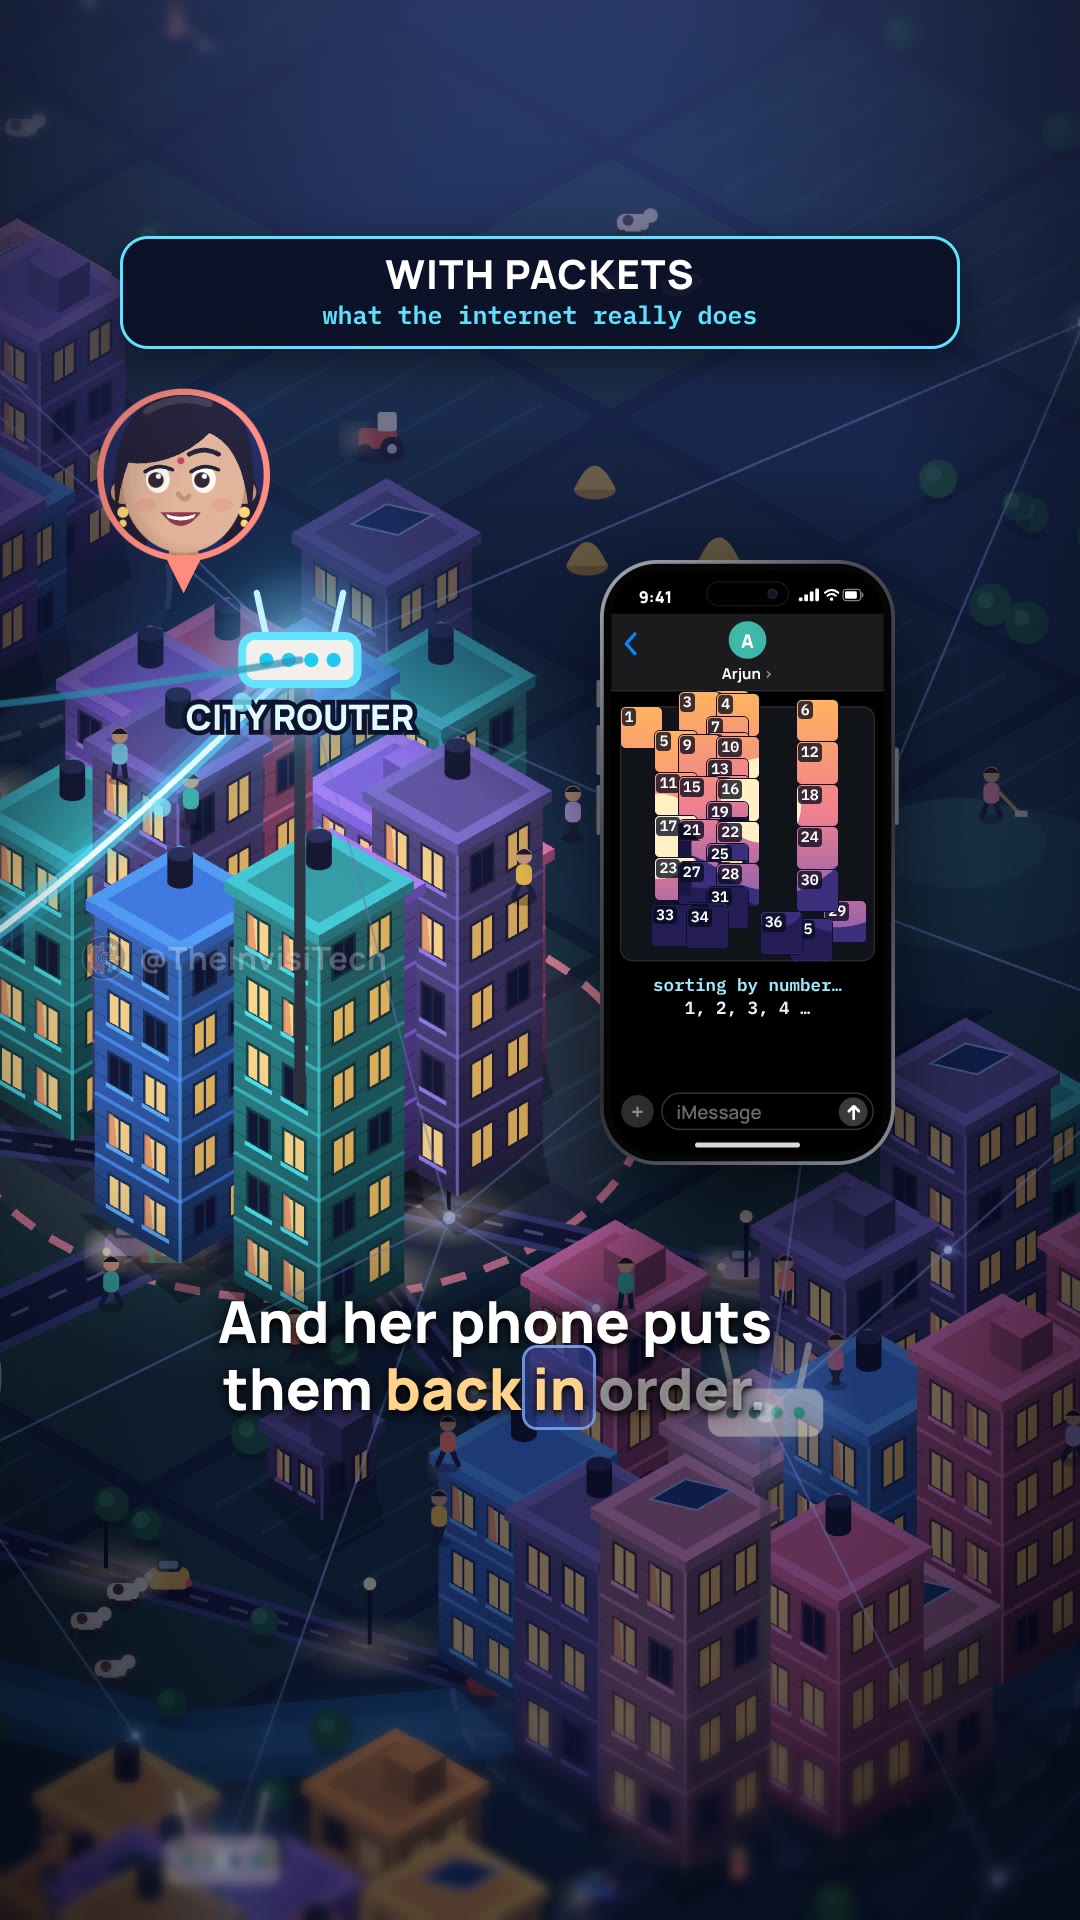 WITH PACKETS
what the internet really does
9:41
A
Arjun ›
1
3
4
6
7
5
9
10
12
13
11
15
16
18
19
17
21
22
24
25
23
27
28
30
31
29
33
34
36
5
sorting by number…
1, 2, 3, 4 …
+ iMessage
CITY ROUTER
@TheInvisiTech
And her phone puts
them back in order.